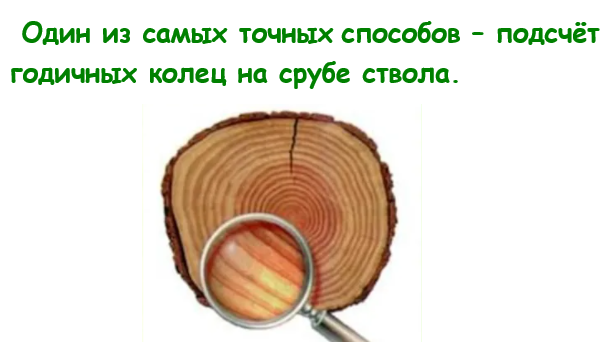 Один из самых точных способов – подсчёт
годичных колец на срубе ствола.